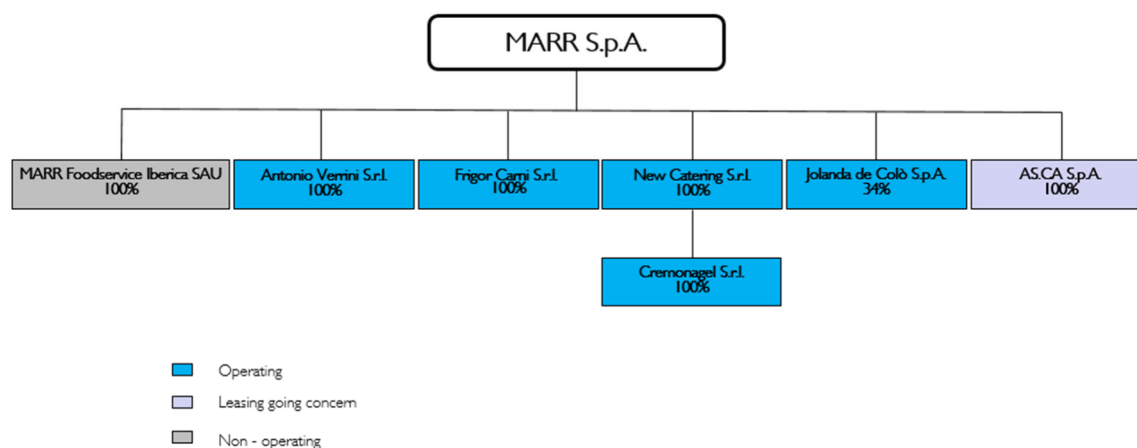 MARR S.p.A.
MARR Foodservice Iberica SAU
100%
Antonio Verrini S.r.l.
100%
Frigor Carni S.r.l.
100%
New Catering S.r.l.
100%
Jolanda de Colò S.p.A.
34%
AS.CA S.p.A.
100%
Cremonagel S.r.l.
100%
Operating
Leasing going concern
Non - operating